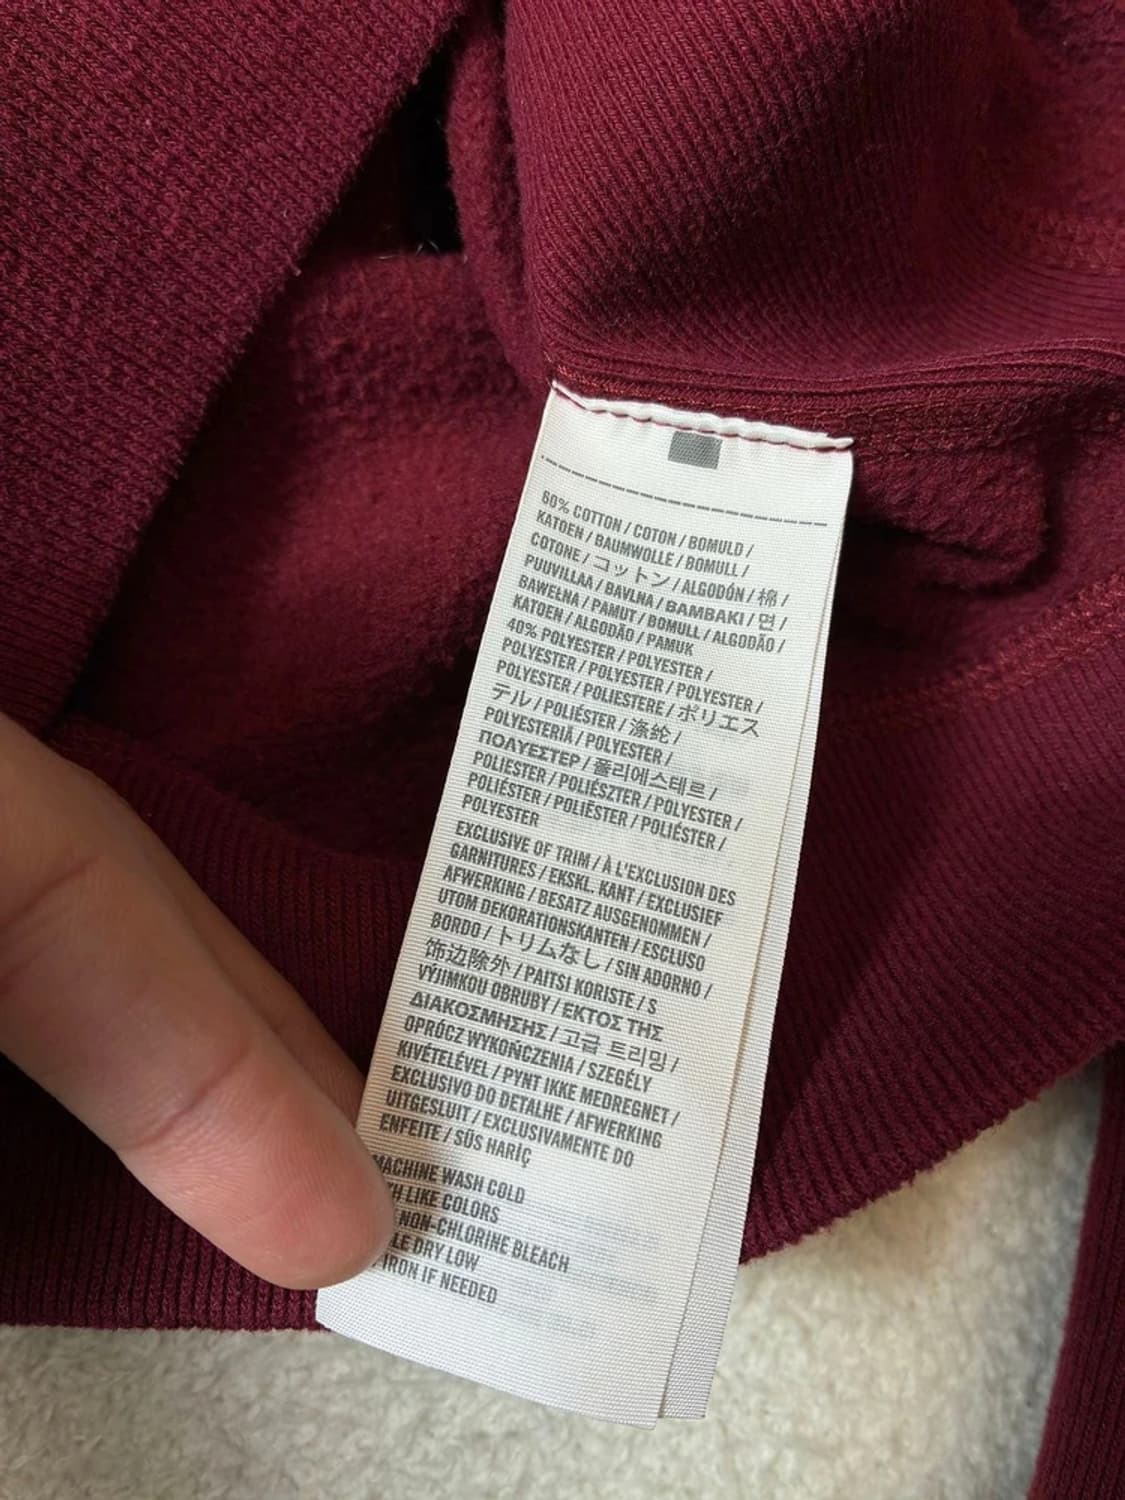 60% COTTON / COTON / BOMULD /
KATOEN / BAUMWOLLE / BOMULL /
COTONE / コットン / ALGODÓN / 棉 /
PUUVILLAA / BAVLNA / ΒΑΜΒΑΚΙ / 면 /
BAWEŁNA / PAMUT / BOMULL / ALGODÃO /
KATOEN / ALGODÃO / PAMUK
40% POLYESTER / POLYESTER /
POLYESTER / POLYESTER / POLYESTER /
POLYESTER / POLIESTERE / ポリエス
テル / POLIÉSTER / 涤纶 /
POLYESTERIÄ / POLYESTER /
ΠΟΛΥΕΣΤΕΡ / 폴리에스테르 /
POLIESTER / POLIÉSZTER / POLYESTER /
POLIÉSTER / POLIËSTER / POLIÉSTER /
POLYESTER
EXCLUSIVE OF TRIM / À L'EXCLUSION DES
GARNITURES / EKSKL. KANT / EXCLUSIEF
AFWERKING / BESATZ AUSGENOMMEN /
UTOM DEKORATIONSKANTEN / ESCLUSO
BORDO / トリムなし / SIN ADORNO /
饰边除外 / PAITSI KORISTE / S
VÝJIMKOU OBRUBY / ΕΚΤΟΣ ΤΗΣ
ΔΙΑΚΟΣΜΗΣΗΣ / 고급 트리밍 /
OPRÓCZ WYKOŃCZENIA / SZEGÉLY
KIVÉTELÉVEL / PYNT IKKE MEDREGNET /
EXCLUSIVO DO DETALHE / AFWERKING
UITGESLUIT / EXCLUSIVAMENTE DO
ENFEITE / SÜS HARİÇ
MACHINE WASH COLD
LIKE COLORS
NON-CHLORINE BLEACH
DRY LOW
IRON IF NEEDED